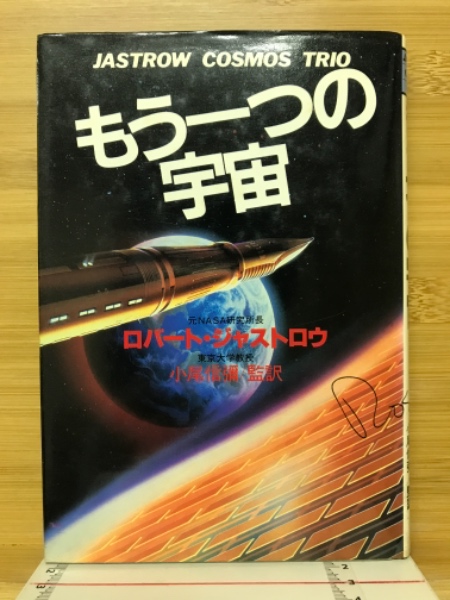 JASTROW COSMOS TRIO
もう一つの
宇宙
元NASA研究所長
ロバート・ジャストロウ
東京大学教授
小尾信彌 監訳